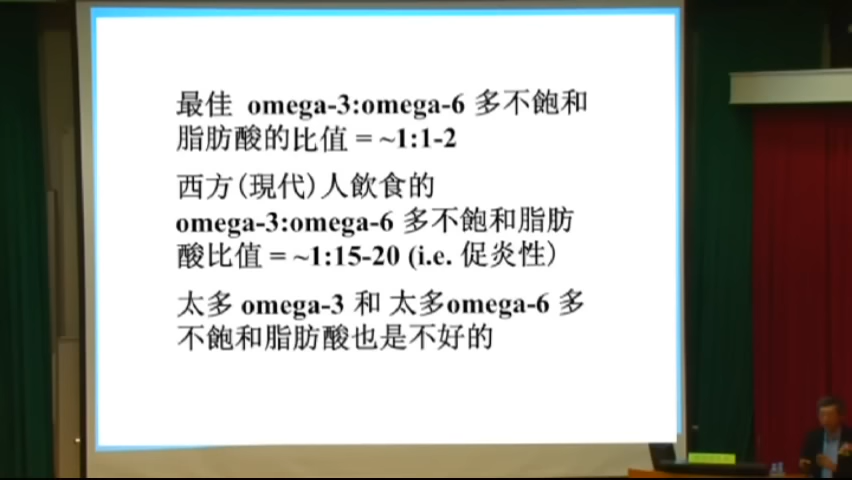 最佳 omega-3:omega-6 多不飽和
脂肪酸的比值 = ~1:1-2
西方(現代)人飲食的
omega-3:omega-6 多不飽和脂肪
酸比值 = ~1:15-20 (i.e. 促炎性)
太多 omega-3 和 太多omega-6 多
不飽和脂肪酸也是不好的